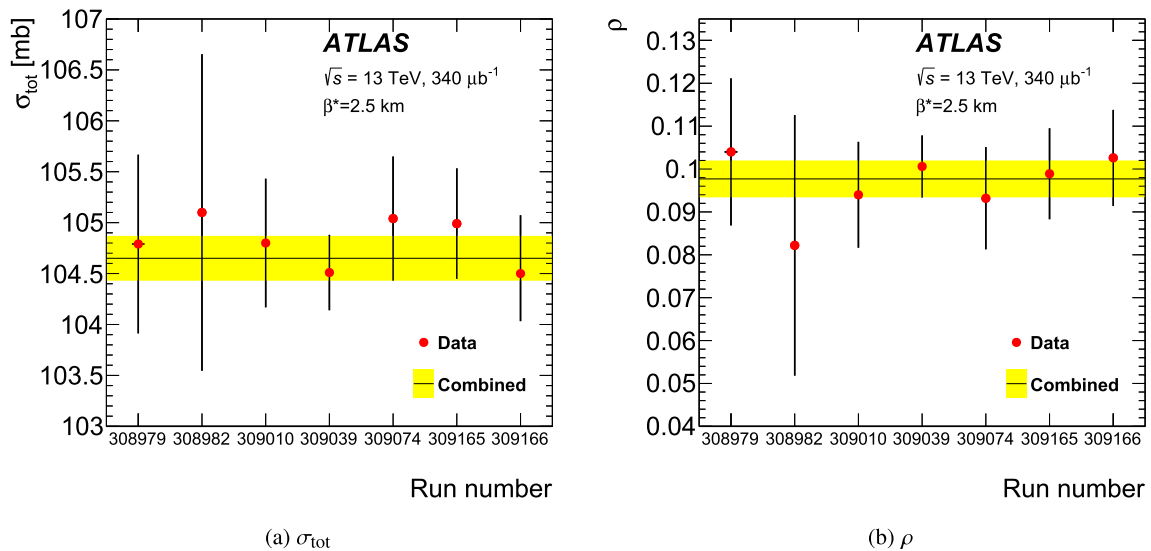 σtot [mb]
107
106.5
106
105.5
105
104.5
104
103.5
103
ATLAS
√s = 13 TeV, 340 μb-1
β*=2.5 km
Data
Combined
308979 308982 309010 309039 309074 309165 309166
Run number
(a) σtot
ρ
0.13
0.12
0.11
0.1
0.09
0.08
0.07
0.06
0.05
0.04
ATLAS
√s = 13 TeV, 340 μb-1
β*=2.5 km
Data
Combined
308979 308982 309010 309039 309074 309165 309166
Run number
(b) ρ